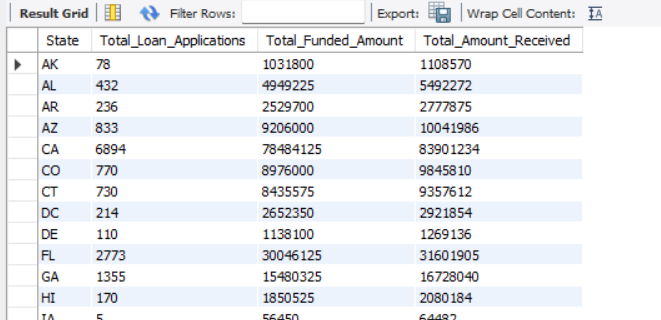 Result Grid Filter Rows: Export: Wrap Cell Content: IA
State Total_Loan_Applications Total_Funded_Amount Total_Amount_Received
AK 78 1031800 1108570
AL 432 4949225 5492272
AR 236 2529700 2777875
AZ 833 9206000 10041986
CA 6894 78484125 83901234
CO 770 8976000 9845810
CT 730 8435575 9357612
DC 214 2652350 2921854
DE 110 1138100 1269136
FL 2773 30046125 31601905
GA 1355 15480325 16728040
HI 170 1850525 2080184
IA 5 56450 64482